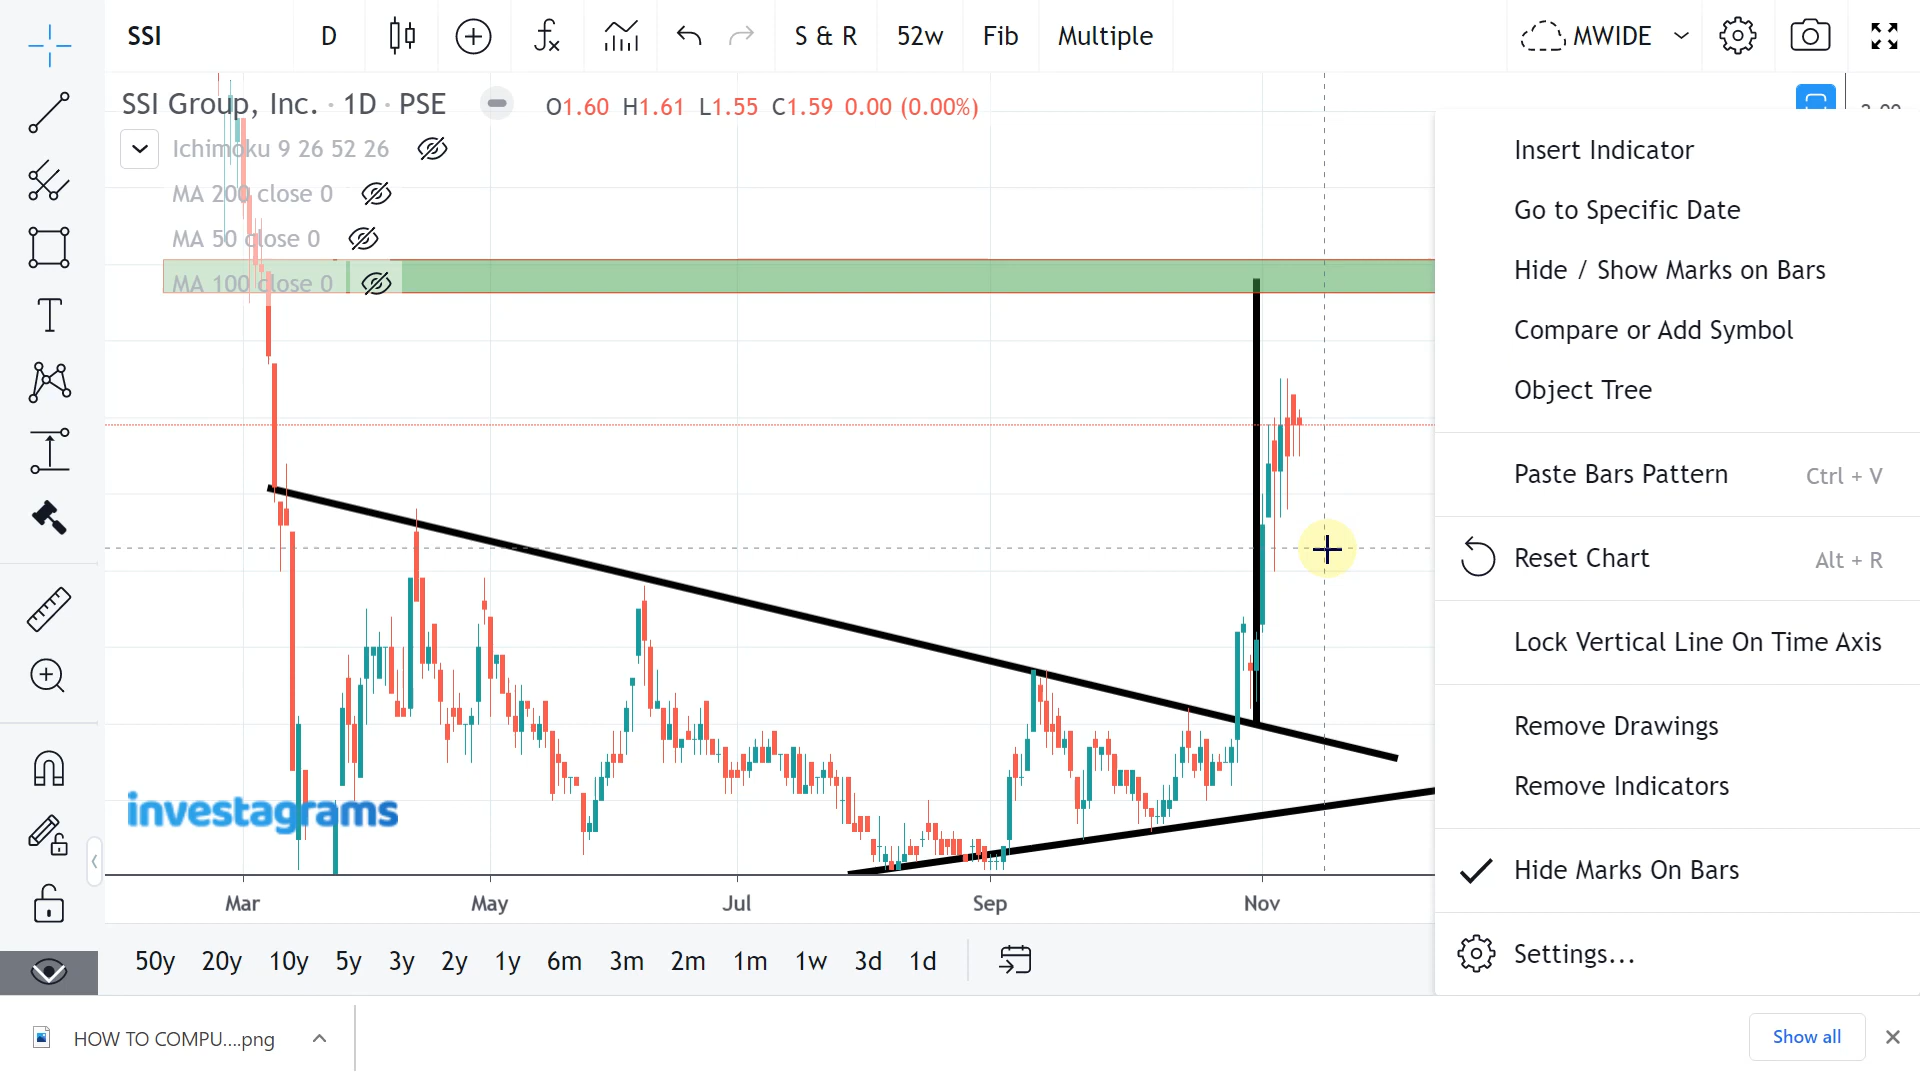 SSI D S & R 52w Fib Multiple MWIDE
SSI Group, Inc. · 1D · PSE O1.60 H1.61 L1.55 C1.59 0.00 (0.00%)
Ichimoku 9 26 52 26
MA 200 close 0
MA 50 close 0
MA 100 close 0
Insert Indicator
Go to Specific Date
Hide / Show Marks on Bars
Compare or Add Symbol
Object Tree
Paste Bars Pattern Ctrl + V
Reset Chart Alt + R
Lock Vertical Line On Time Axis
Remove Drawings
Remove Indicators
Hide Marks On Bars
Settings...
investagrams
Mar May Jul Sep Nov
50y 20y 10y 5y 3y 2y 1y 6m 3m 2m 1m 1w 3d 1d
HOW TO COMPU....png
Show all